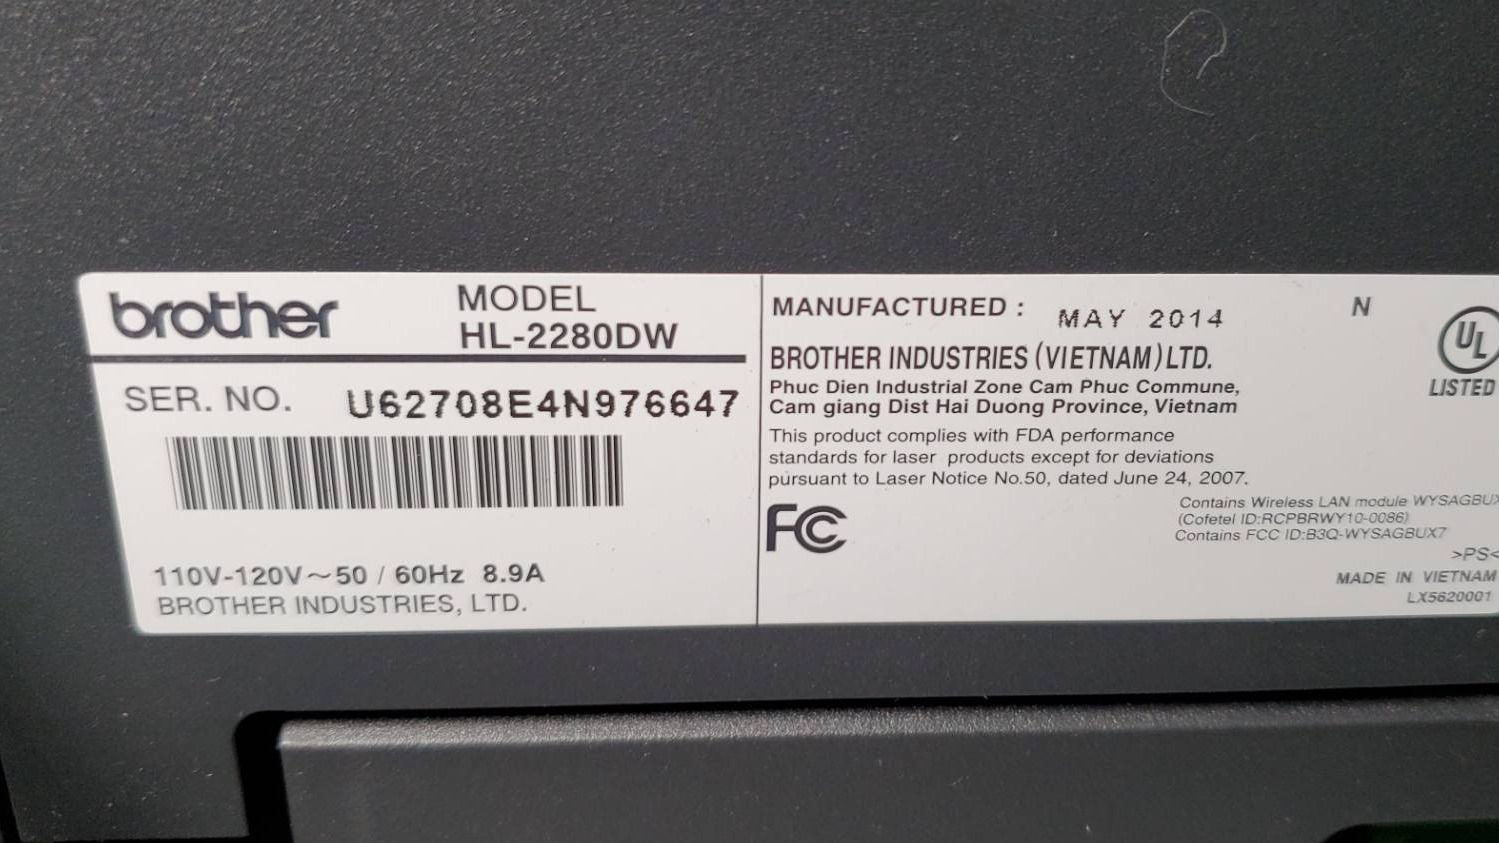 brother
MODEL
HL-2280DW
SER. NO. U62708E4N976647
110V-120V～50 / 60Hz 8.9A
BROTHER INDUSTRIES, LTD.
MANUFACTURED : MAY 2014
N
BROTHER INDUSTRIES (VIETNAM) LTD.
Phuc Dien Industrial Zone Cam Phuc Commune,
Cam giang Dist Hai Duong Province, Vietnam
This product complies with FDA performance
standards for laser products except for deviations
pursuant to Laser Notice No.50, dated June 24, 2007.
FC
UL
LISTED
Contains Wireless LAN module WYSAGBUX
(Cofetel ID:RCPBRWY10-0086)
Contains FCC ID:B3Q-WYSAGBUX7
>PS<
MADE IN VIETNAM
LX5620001